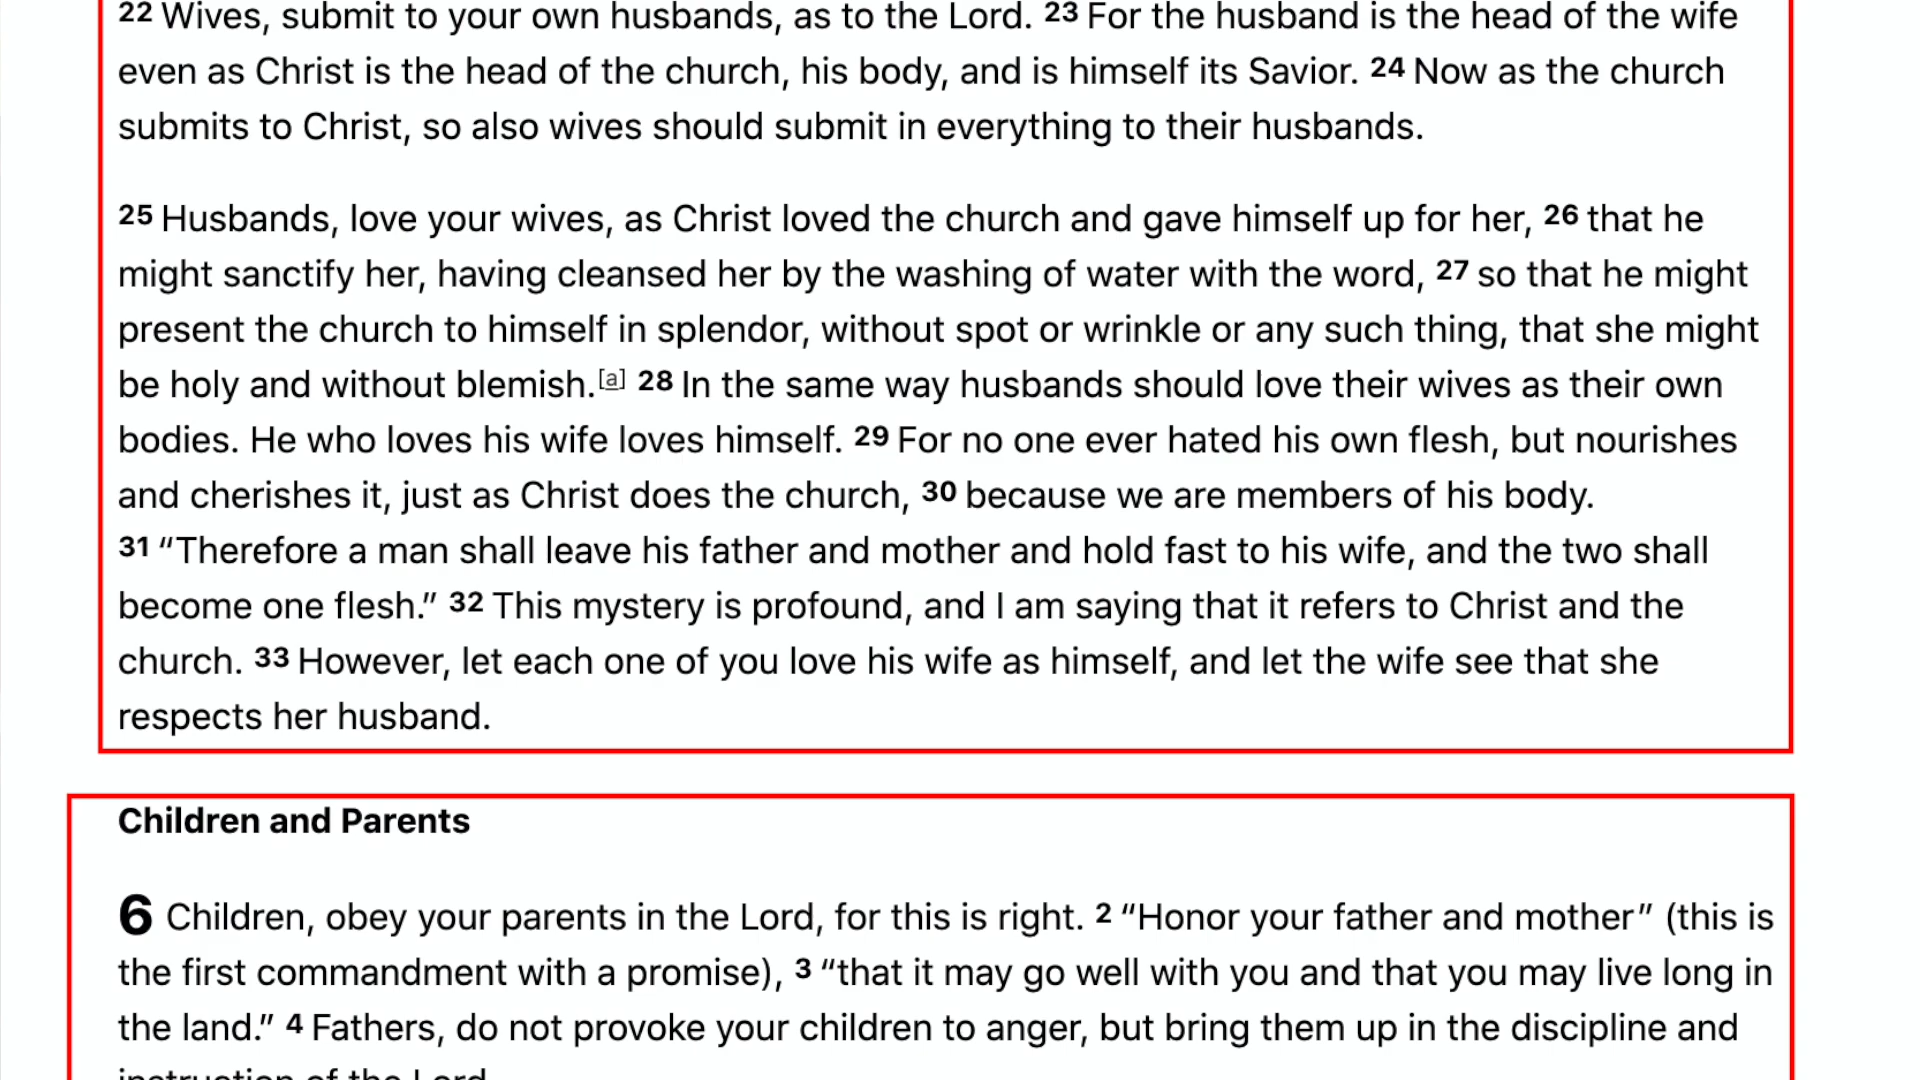 22 Wives, submit to your own husbands, as to the Lord. 23 For the husband is the head of the wife
even as Christ is the head of the church, his body, and is himself its Savior. 24 Now as the church
submits to Christ, so also wives should submit in everything to their husbands.
25 Husbands, love your wives, as Christ loved the church and gave himself up for her, 26 that he
might sanctify her, having cleansed her by the washing of water with the word, 27 so that he might
present the church to himself in splendor, without spot or wrinkle or any such thing, that she might
be holy and without blemish.[a] 28 In the same way husbands should love their wives as their own
bodies. He who loves his wife loves himself. 29 For no one ever hated his own flesh, but nourishes
and cherishes it, just as Christ does the church, 30 because we are members of his body.
31 “Therefore a man shall leave his father and mother and hold fast to his wife, and the two shall
become one flesh.” 32 This mystery is profound, and I am saying that it refers to Christ and the
church. 33 However, let each one of you love his wife as himself, and let the wife see that she
respects her husband.
Children and Parents
6 Children, obey your parents in the Lord, for this is right. 2 “Honor your father and mother” (this is
the first commandment with a promise), 3 “that it may go well with you and that you may live long in
the land.” 4 Fathers, do not provoke your children to anger, but bring them up in the discipline and
instruction of the Lord